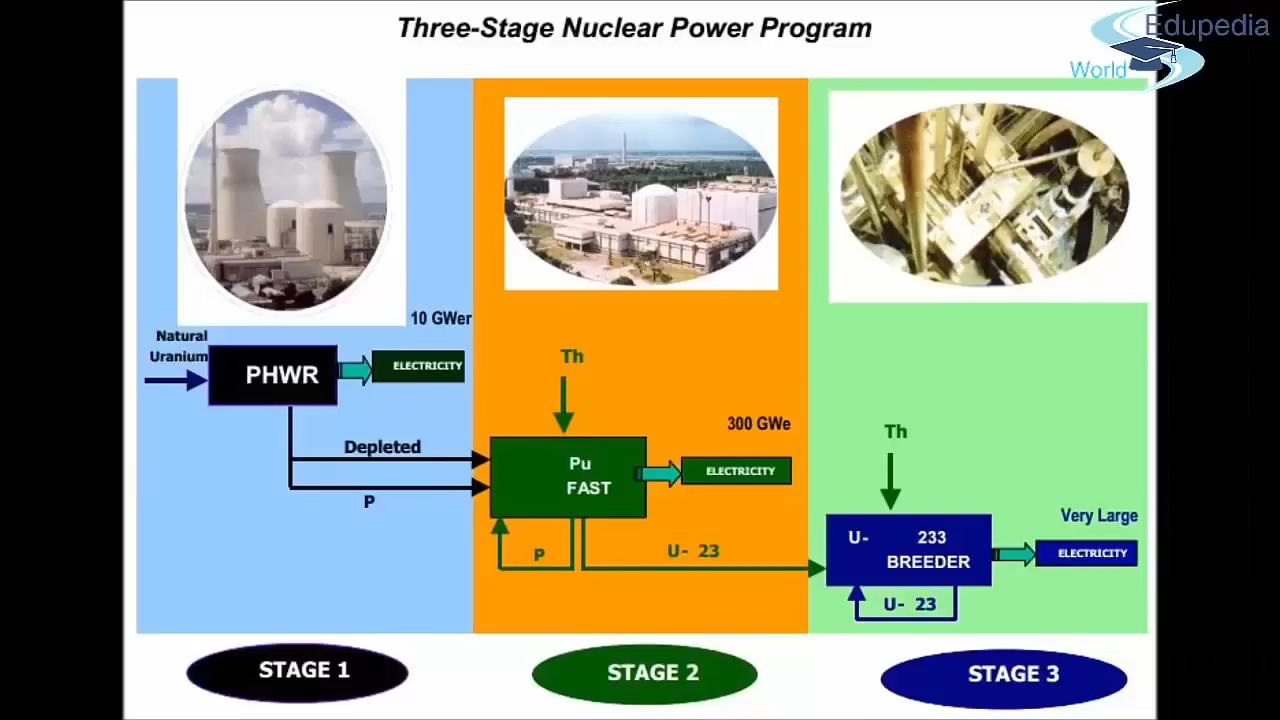 Three-Stage Nuclear Power Program
Edupedia
World
10 GWer
Natural
Uranium
PHWR
ELECTRICITY
Th
300 GWe
Depleted
P
Pu
FAST
ELECTRICITY
Th
P
U- 23
Very Large
U- 233
BREEDER
ELECTRICITY
U- 23
STAGE 1
STAGE 2
STAGE 3